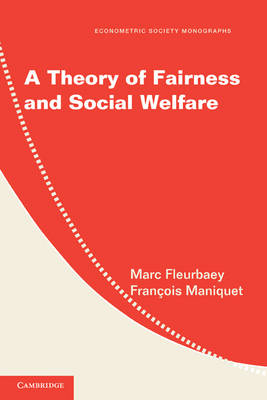 ECONOMETRIC SOCIETY MONOGRAPHS
A Theory of Fairness
and Social Welfare
Marc Fleurbaey
François Maniquet
CAMBRIDGE